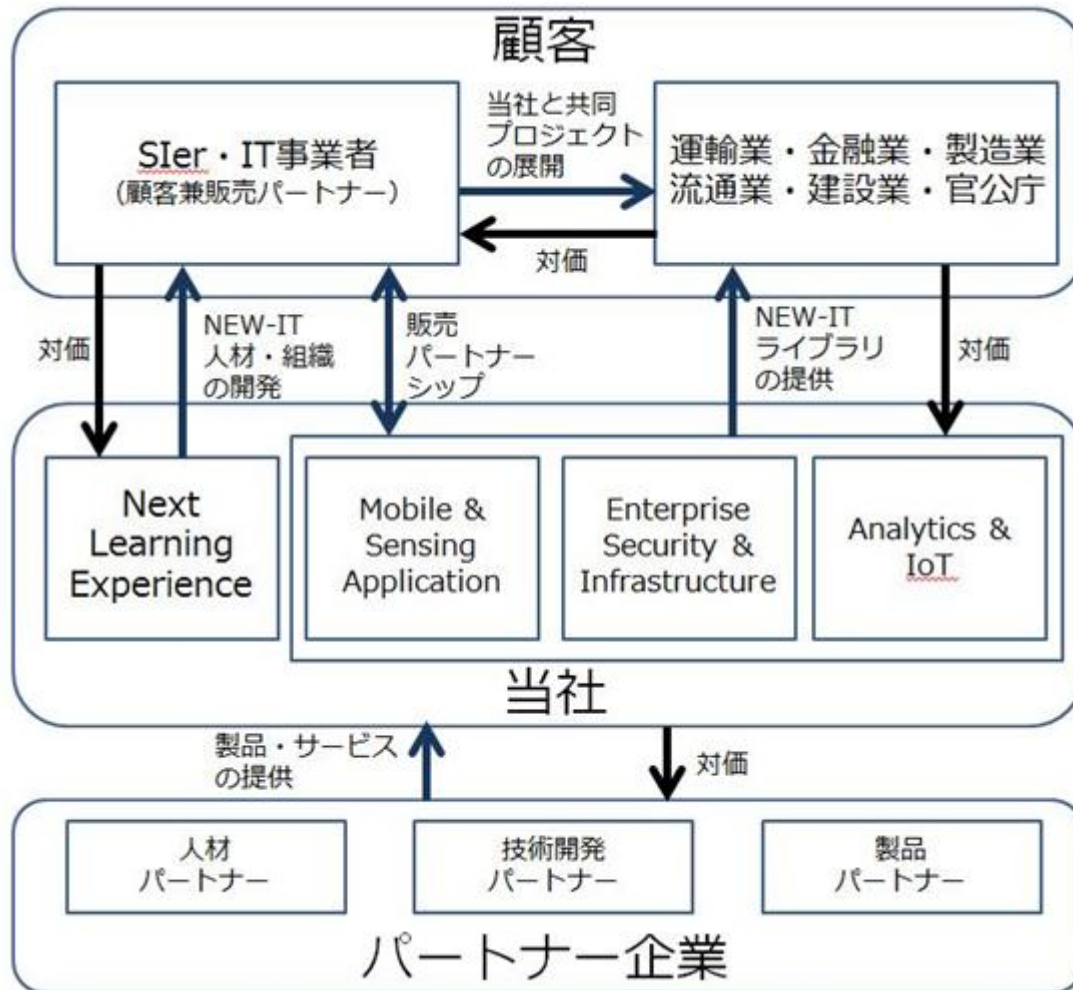 顧客
SIer・IT事業者
（顧客兼販売パートナー）
当社と共同
プロジェクト
の展開
運輸業・金融業・製造業
流通業・建設業・官公庁
対価
対価
NEW-IT
人材・組織
の開発
販売
パートナー
シップ
NEW-IT
ライブラリ
の提供
対価
Next
Learning
Experience
Mobile &
Sensing
Application
Enterprise
Security &
Infrastructure
Analytics &
IoT
当社
製品・サービス
の提供
対価
人材
パートナー
技術開発
パートナー
製品
パートナー
パートナー企業